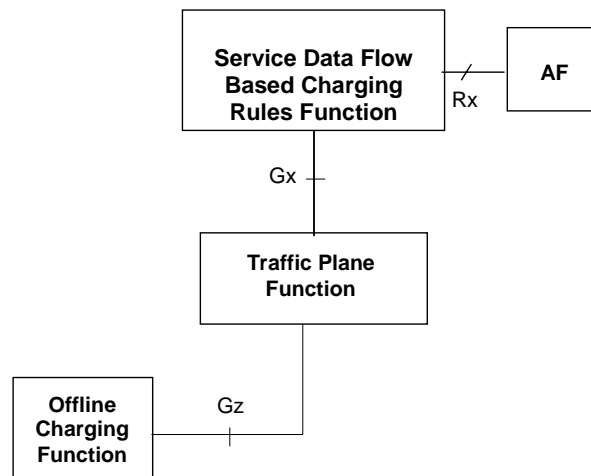 Service Data Flow
Based Charging
Rules Function
AF
Rx
Gx
Traffic Plane
Function
Offline
Charging
Function
Gz